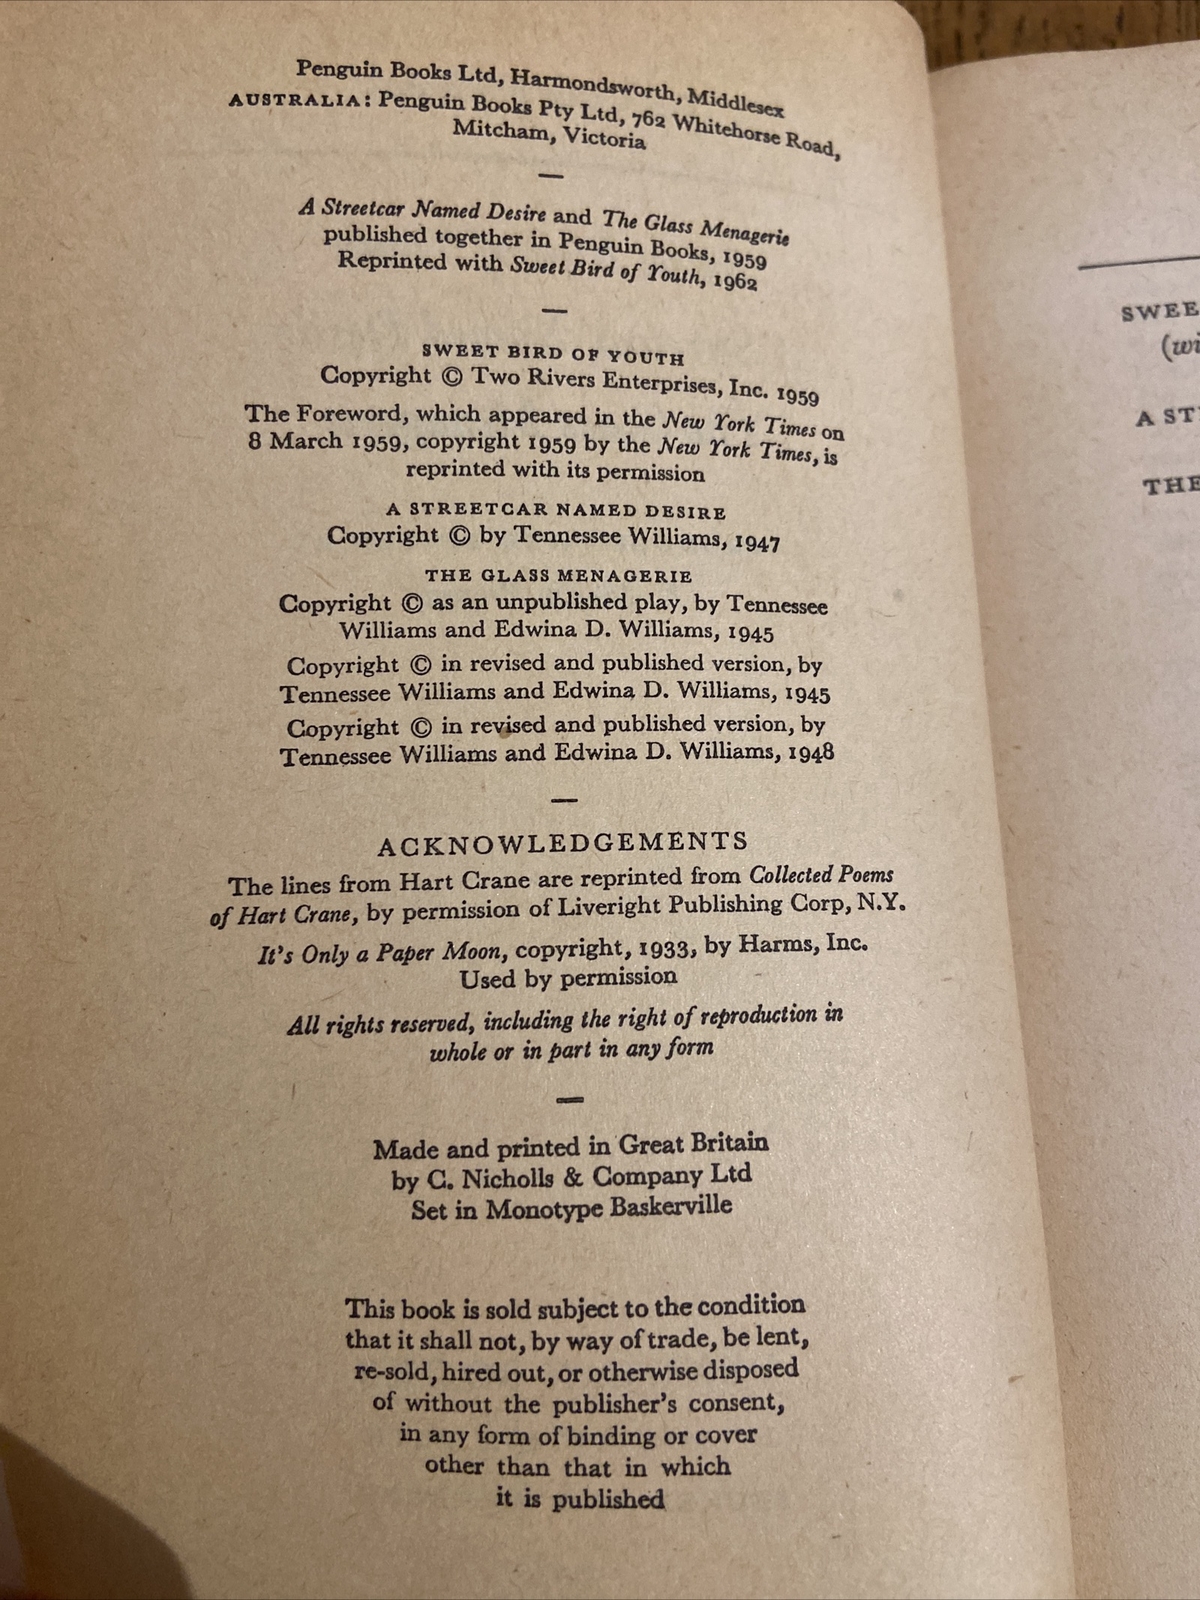 Penguin Books Ltd, Harmondsworth, Middlesex
AUSTRALIA: Penguin Books Pty Ltd, 762 Whitehorse Road,
Mitcham, Victoria
—
A Streetcar Named Desire and The Glass Menagerie
published together in Penguin Books, 1959
Reprinted with Sweet Bird of Youth, 1962
—
SWEET BIRD OF YOUTH
Copyright © Two Rivers Enterprises, Inc. 1959
The Foreword, which appeared in the New York Times on
8 March 1959, copyright 1959 by the New York Times, is
reprinted with its permission
A STREETCAR NAMED DESIRE
Copyright © by Tennessee Williams, 1947
THE GLASS MENAGERIE
Copyright © as an unpublished play, by Tennessee
Williams and Edwina D. Williams, 1945
Copyright © in revised and published version, by
Tennessee Williams and Edwina D. Williams, 1945
Copyright © in revised and published version, by
Tennessee Williams and Edwina D. Williams, 1948
—
ACKNOWLEDGEMENTS
The lines from Hart Crane are reprinted from Collected Poems
of Hart Crane, by permission of Liveright Publishing Corp, N.Y.
It's Only a Paper Moon, copyright, 1933, by Harms, Inc.
Used by permission
All rights reserved, including the right of reproduction in
whole or in part in any form
—
Made and printed in Great Britain
by C. Nicholls & Company Ltd
Set in Monotype Baskerville
This book is sold subject to the condition
that it shall not, by way of trade, be lent,
re-sold, hired out, or otherwise disposed
of without the publisher's consent,
in any form of binding or cover
other than that in which
it is published
SWEE
(wi
A ST
THE